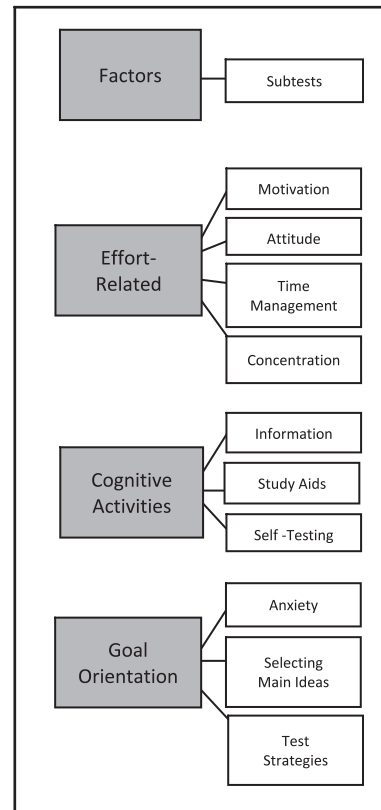 Factors
Subtests
Effort-
Related
Motivation
Attitude
Time
Management
Concentration
Cognitive
Activities
Information
Study Aids
Self -Testing
Goal
Orientation
Anxiety
Selecting
Main Ideas
Test
Strategies